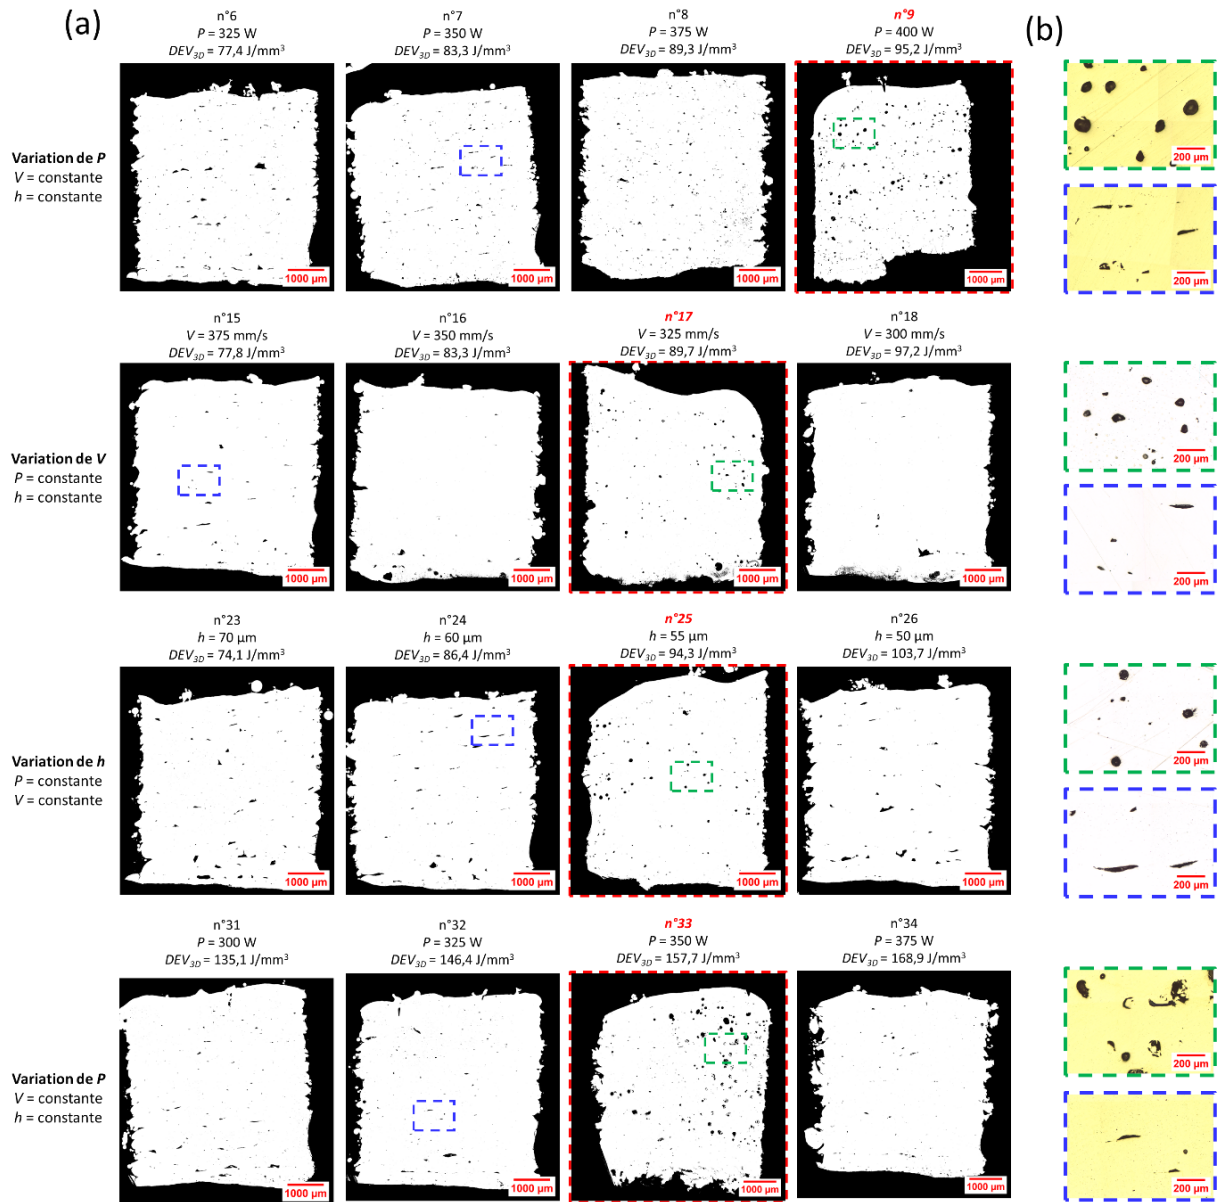 (a)
(b)
n°6
P = 325 W
DEV3D = 77,4 J/mm³
n°7
P = 350 W
DEV3D = 83,3 J/mm³
n°8
P = 375 W
DEV3D = 89,3 J/mm³
n°9
P = 400 W
DEV3D = 95,2 J/mm³
Variation de P
V = constante
h = constante
1000 µm
1000 µm
1000 µm
1000 µm
200 µm
200 µm
n°15
V = 375 mm/s
DEV3D = 77,8 J/mm³
n°16
V = 350 mm/s
DEV3D = 83,3 J/mm³
n°17
V = 325 mm/s
DEV3D = 89,7 J/mm³
n°18
V = 300 mm/s
DEV3D = 97,2 J/mm³
Variation de V
P = constante
h = constante
1000 µm
1000 µm
1000 µm
1000 µm
200 µm
200 µm
n°23
h = 70 µm
DEV3D = 74,1 J/mm³
n°24
h = 60 µm
DEV3D = 86,4 J/mm³
n°25
h = 55 µm
DEV3D = 94,3 J/mm³
n°26
h = 50 µm
DEV3D = 103,7 J/mm³
Variation de h
P = constante
V = constante
1000 µm
1000 µm
1000 µm
1000 µm
200 µm
200 µm
n°31
P = 300 W
DEV3D = 135,1 J/mm³
n°32
P = 325 W
DEV3D = 146,4 J/mm³
n°33
P = 350 W
DEV3D = 157,7 J/mm³
n°34
P = 375 W
DEV3D = 168,9 J/mm³
Variation de P
V = constante
h = constante
1000 µm
1000 µm
1000 µm
1000 µm
200 µm
200 µm